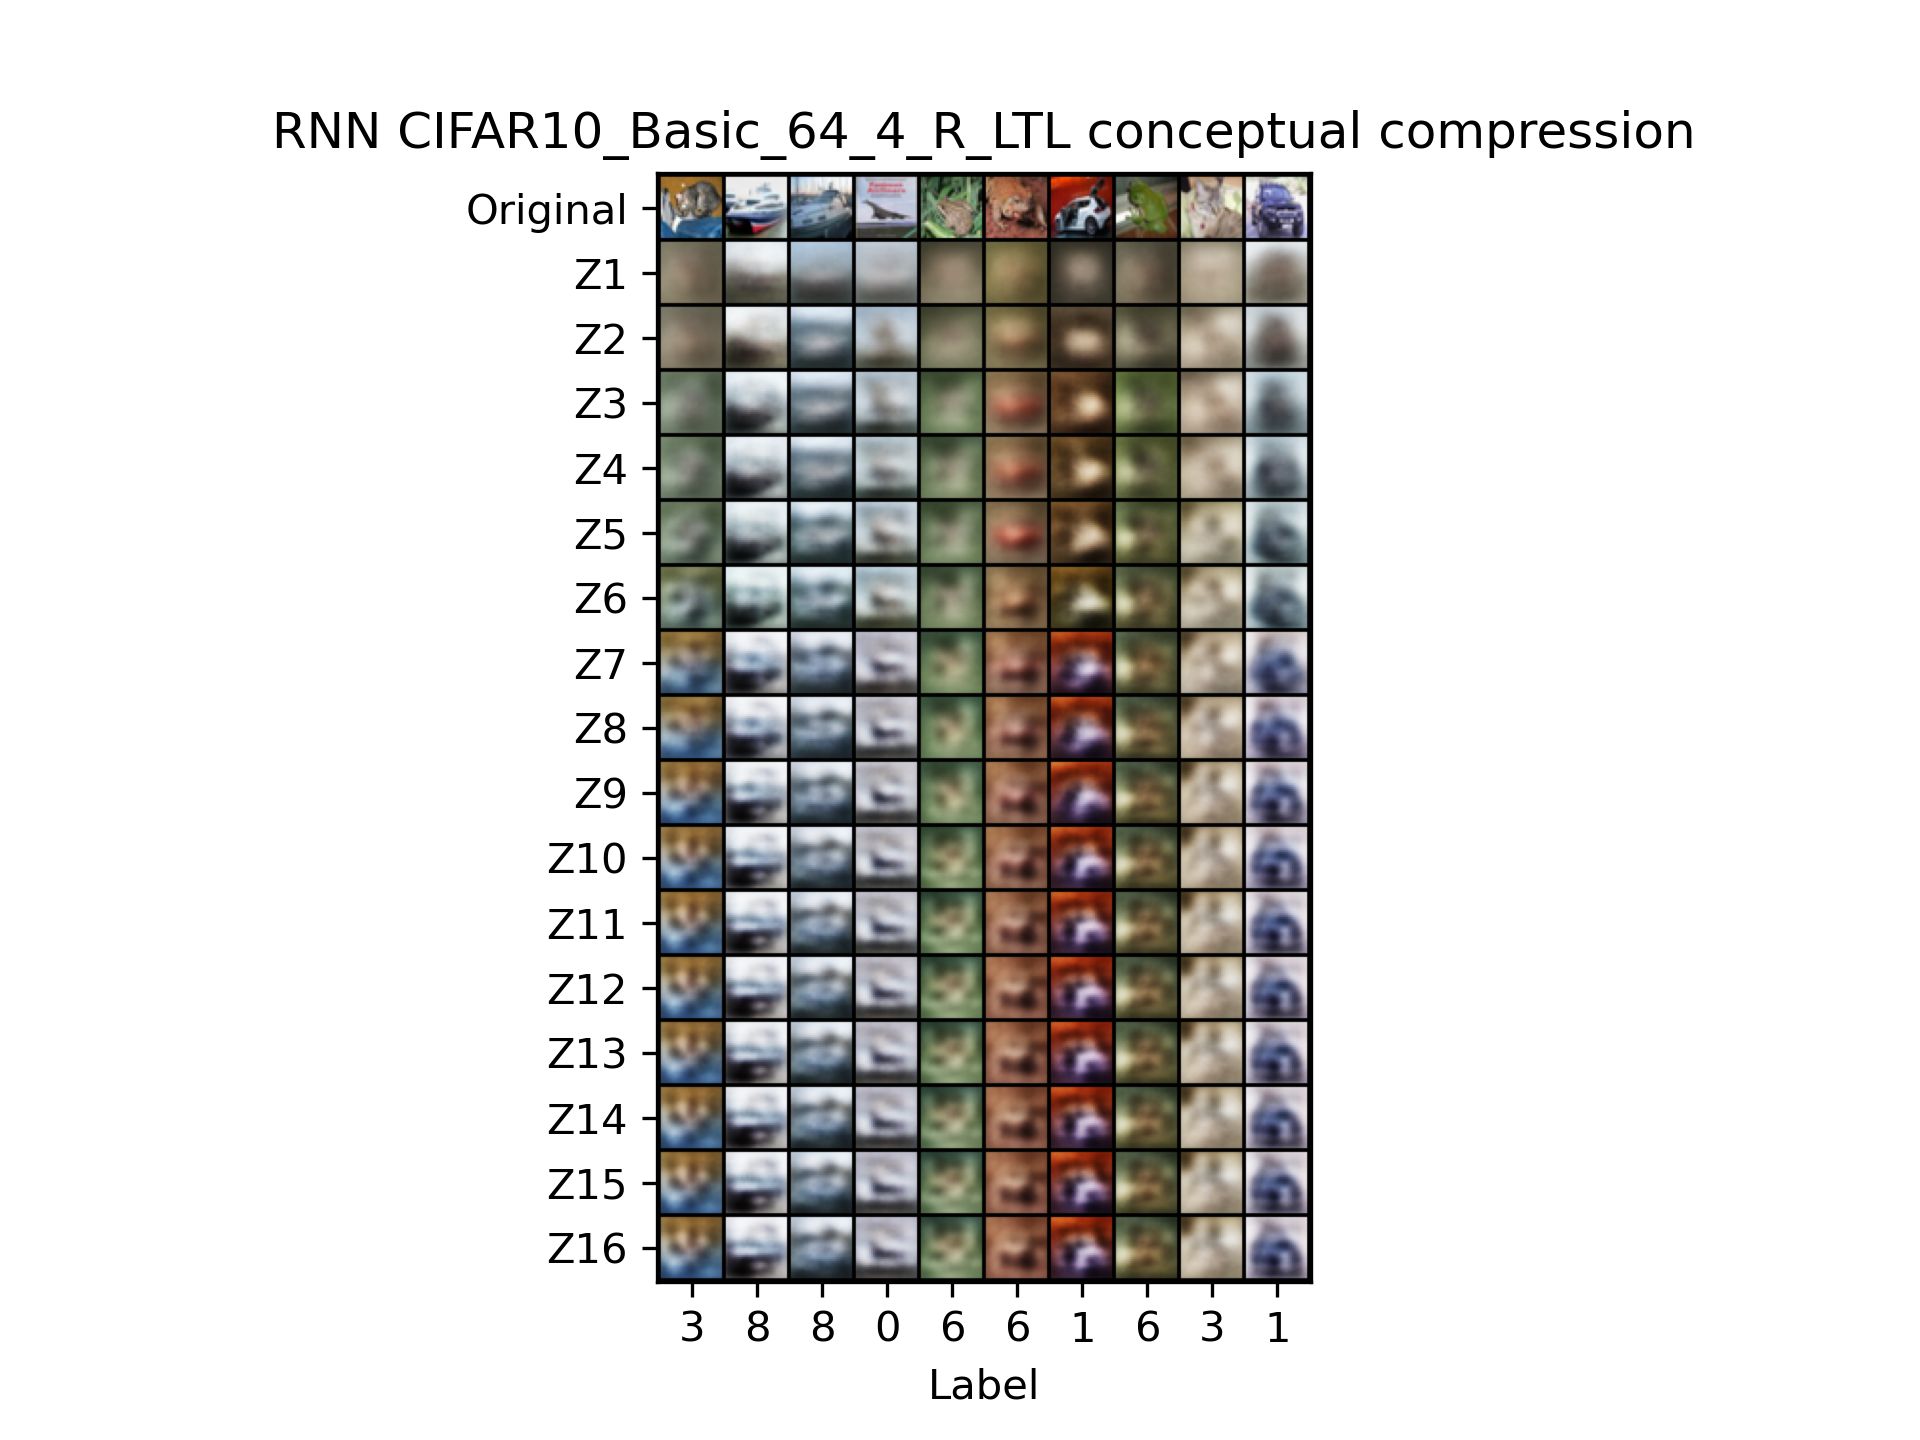 RNN CIFAR10_Basic_64_4_R_LTL conceptual compression
Original
Z1
Z2
Z3
Z4
Z5
Z6
Z7
Z8
Z9
Z10
Z11
Z12
Z13
Z14
Z15
Z16
3 8 8 0 6 6 1 6 3 1
Label